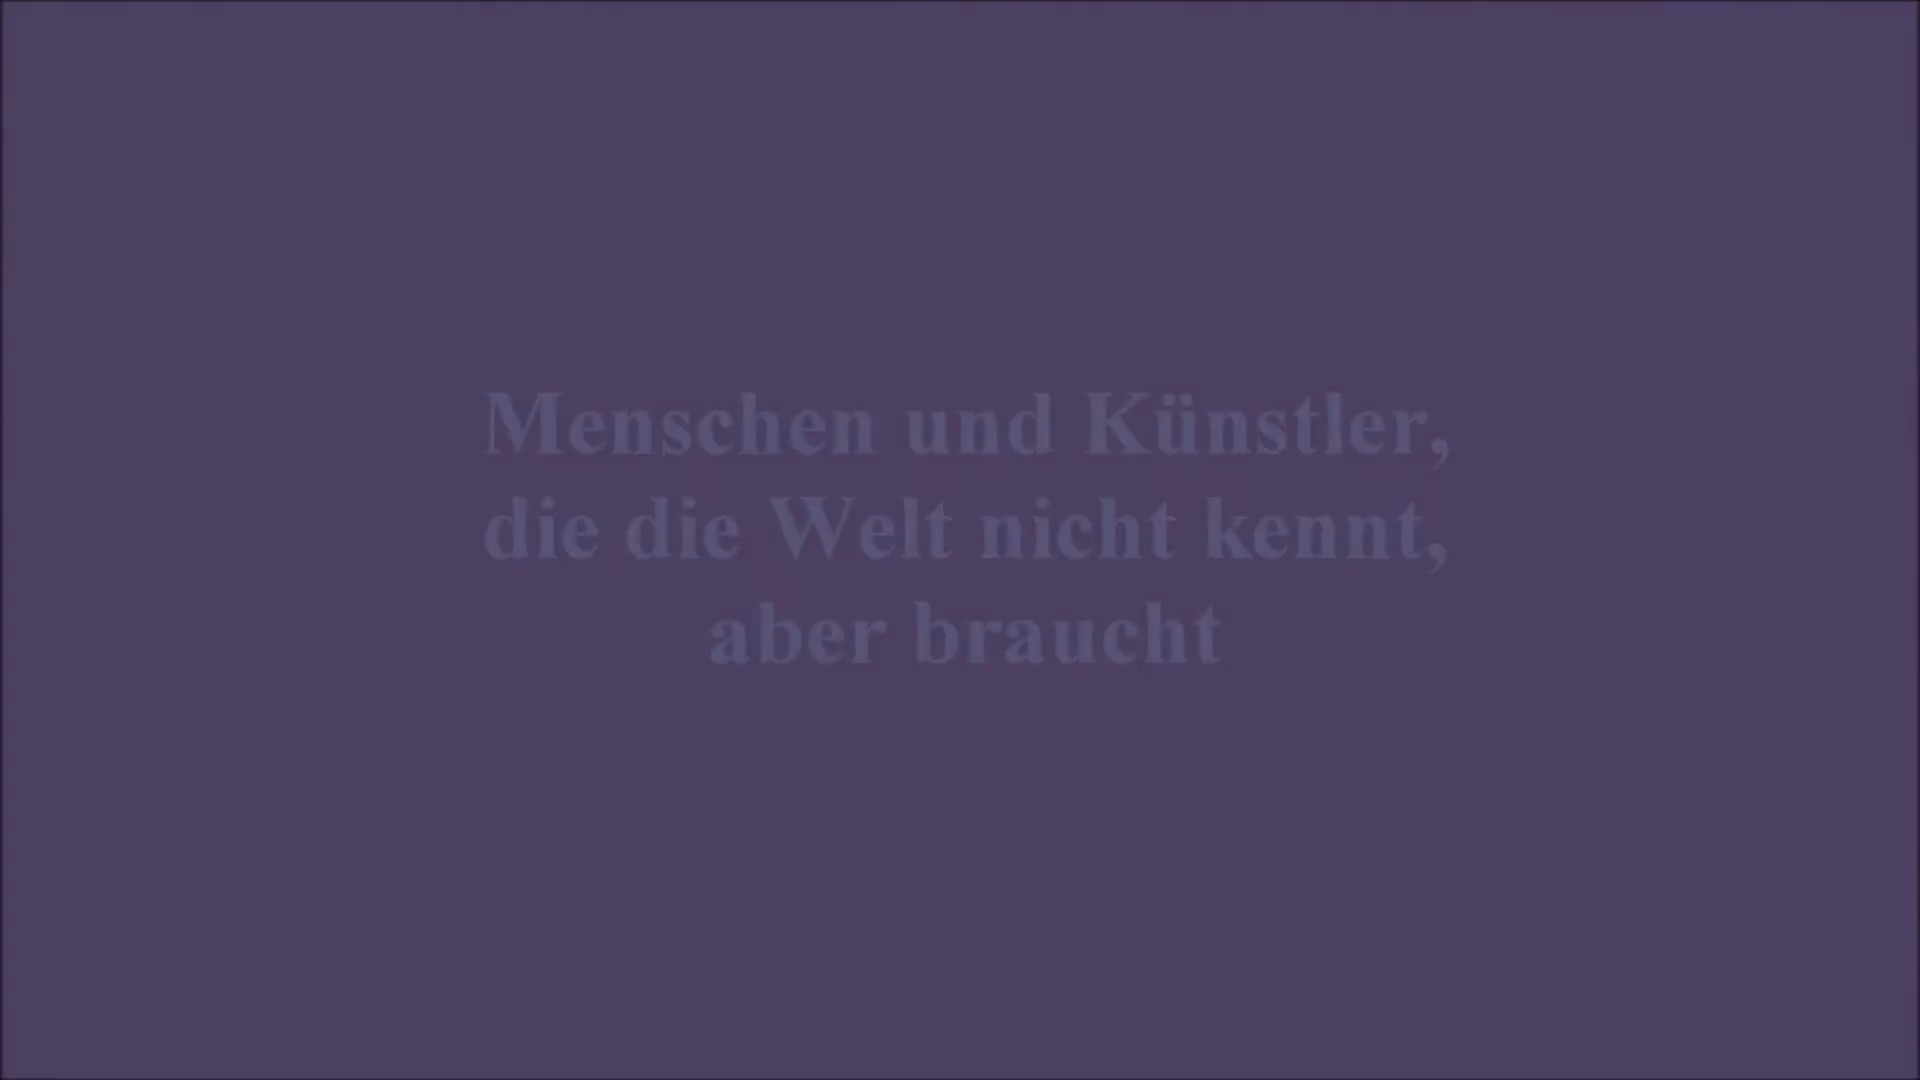 Menschen und Künstler,
die die Welt nicht kennt,
aber braucht